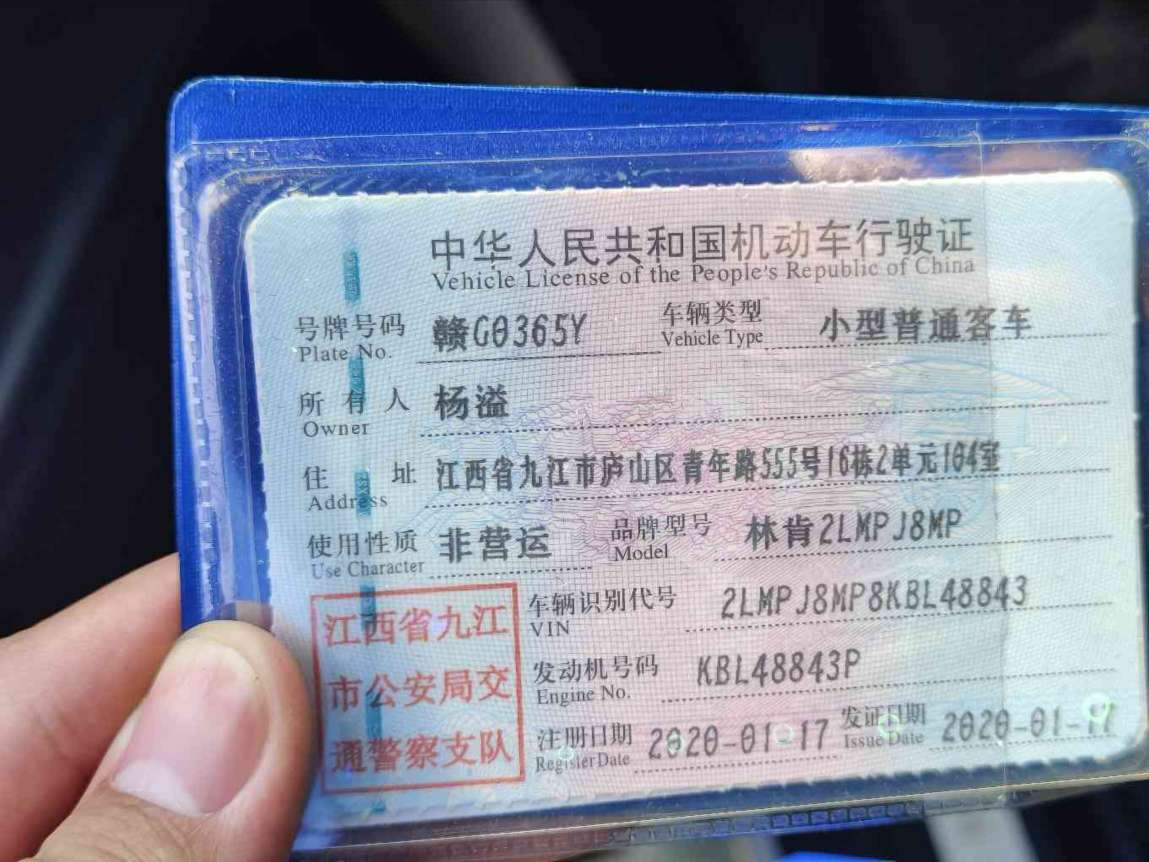 中华人民共和国机动车行驶证
Vehicle License of the People's Republic of China
号牌号码 赣G0365Y 车辆类型 小型普通客车
Plate No. Vehicle Type
所有人 杨溢
Owner
住址 江西省九江市庐山区青年路555号16栋2单元104室
Address
使用性质 非营运 品牌型号 林肯2LMPJ8MP
Use Character Model
江西省九江
市公安局交
通警察支队
车辆识别代号 2LMPJ8MP8KBL48843
VIN
发动机号码 KBL48843P
Engine No.
注册日期 2020-01-17 发证日期 2020-01-17
Register Date Issue Date